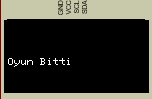 GND
VCC
SCL
SDA
Oyun Bitti